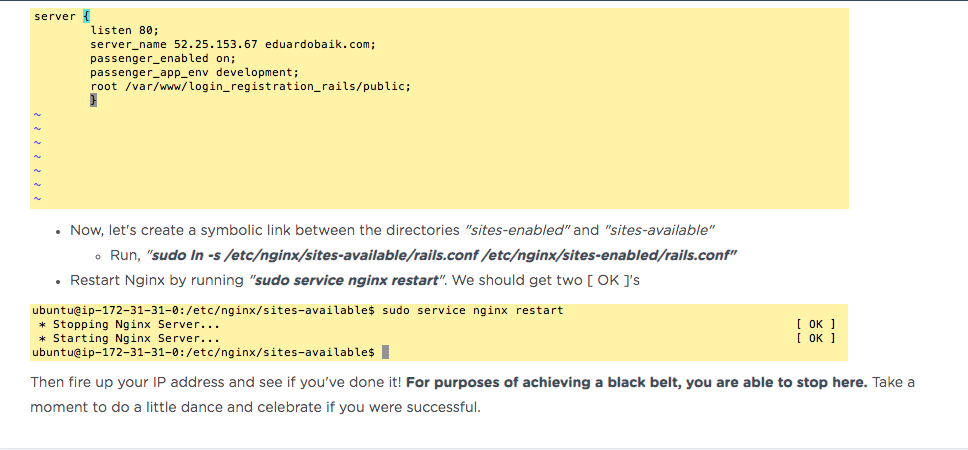 server {
listen 80;
server_name 52.25.153.67 eduardobaik.com;
passenger_enabled on;
passenger_app_env development;
root /var/www/login_registration_rails/public;
}
~
~
~
~
~
~
~
• Now, let's create a symbolic link between the directories "sites-enabled" and "sites-available"
◦ Run, "sudo ln -s /etc/nginx/sites-available/rails.conf /etc/nginx/sites-enabled/rails.conf"
• Restart Nginx by running "sudo service nginx restart". We should get two [ OK ]'s
ubuntu@ip-172-31-31-0:/etc/nginx/sites-available$ sudo service nginx restart
* Stopping Nginx Server... [ OK ]
* Starting Nginx Server... [ OK ]
ubuntu@ip-172-31-31-0:/etc/nginx/sites-available$
Then fire up your IP address and see if you've done it! For purposes of achieving a black belt, you are able to stop here. Take a
moment to do a little dance and celebrate if you were successful.